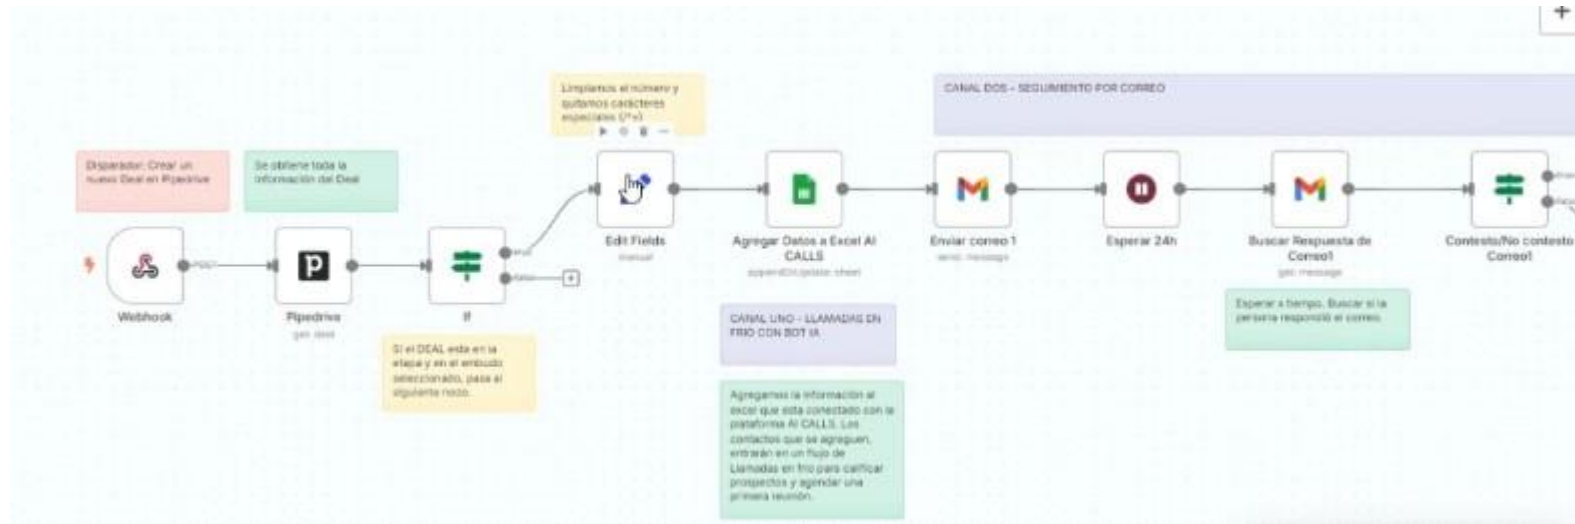 Limpiamos el número y
quitamos carácteres
especiales (/*+)
CANAL DOS - SEGUIMIENTO POR CORREO
Disparador: Crear un
nuevo Deal en Pipedrive
Se obtiene toda la
información del Deal
POST
Webhook
Pipedrive
get: deal
If
true
false
Si el DEAL esta en la
etapa y en el embudo
seleccionado, pasa al
siguiente nodo.
Edit Fields
manual
Agregar Datos a Excel AI
CALLS
appendOrUpdate: sheet
CANAL UNO - LLAMADAS EN
FRIO CON BOT IA
Agregamos la información al
excel que esta conectado con la
plataforma AI CALLS. Los
contactos que se agreguen,
entrarán en un flujo de
Llamadas en frio para calificar
prospectos y agendar una
primera reunión.
Enviar correo 1
send: message
Esperar 24h
Buscar Respuesta de
Correo1
get: message
Esperar x tiempo. Buscar si la
persona respondió el correo.
Contesto/No contesto
Correo1